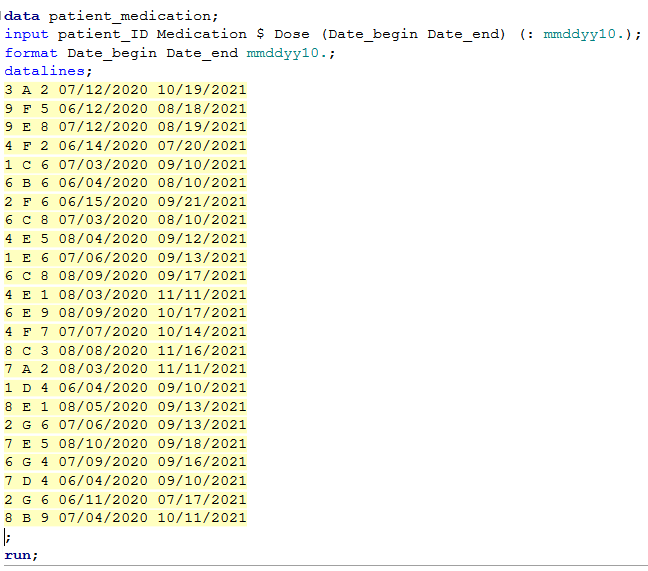 data patient_medication;
input patient_ID Medication $ Dose (Date_begin Date_end) (: mmddyy10.);
format Date_begin Date_end mmddyy10.;
datalines;
3 A 2 07/12/2020 10/19/2021
9 F 5 06/12/2020 08/18/2021
9 E 8 07/12/2020 08/19/2021
4 F 2 06/14/2020 07/20/2021
1 C 6 07/03/2020 09/10/2021
6 B 6 06/04/2020 08/10/2021
2 F 6 06/15/2020 09/21/2021
6 C 8 07/03/2020 08/10/2021
4 E 5 08/04/2020 09/12/2021
1 E 6 07/06/2020 09/13/2021
6 C 8 08/09/2020 09/17/2021
4 E 1 08/03/2020 11/11/2021
6 E 9 08/09/2020 10/17/2021
4 F 7 07/07/2020 10/14/2021
8 C 3 08/08/2020 11/16/2021
7 A 2 08/03/2020 11/11/2021
1 D 4 06/04/2020 09/10/2021
8 E 1 08/05/2020 09/13/2021
2 G 6 07/06/2020 09/13/2021
7 E 5 08/10/2020 09/18/2021
6 G 4 07/09/2020 09/16/2021
7 D 4 06/04/2020 09/10/2021
2 G 6 06/11/2020 07/17/2021
8 B 9 07/04/2020 10/11/2021
;
run;